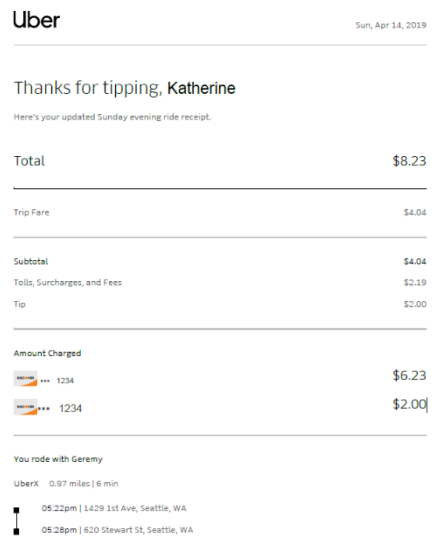 Uber
Sun, Apr 14, 2019
Thanks for tipping, Katherine
Here's your updated Sunday evening ride receipt.
Total $8.23
Trip Fare $4.04
Subtotal $4.04
Tolls, Surcharges, and Fees $2.19
Tip $2.00
Amount Charged
DISCOVER ••• 1234 $6.23
DISCOVER ••• 1234 $2.00
You rode with Geremy
UberX 0.97 miles | 6 min
05:22pm | 1429 1st Ave, Seattle, WA
05:28pm | 620 Stewart St, Seattle, WA